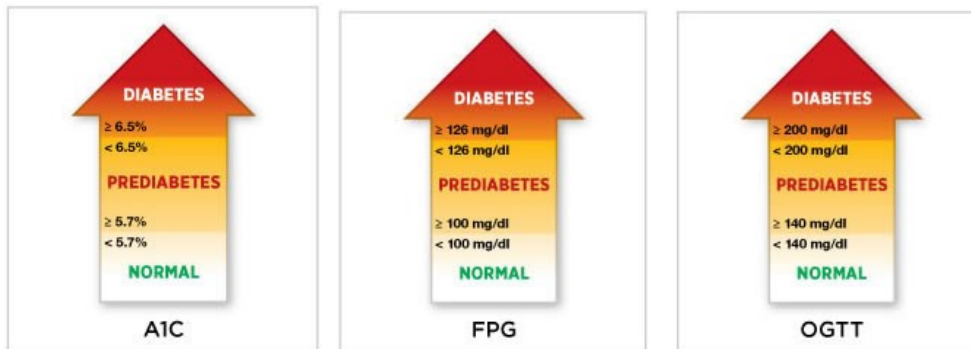 DIABETES
≥ 6.5%
< 6.5%
PREDIABETES
≥ 5.7%
< 5.7%
NORMAL
A1C
DIABETES
≥ 126 mg/dl
< 126 mg/dl
PREDIABETES
≥ 100 mg/dl
< 100 mg/dl
NORMAL
FPG
DIABETES
≥ 200 mg/dl
< 200 mg/dl
PREDIABETES
≥ 140 mg/dl
< 140 mg/dl
NORMAL
OGTT